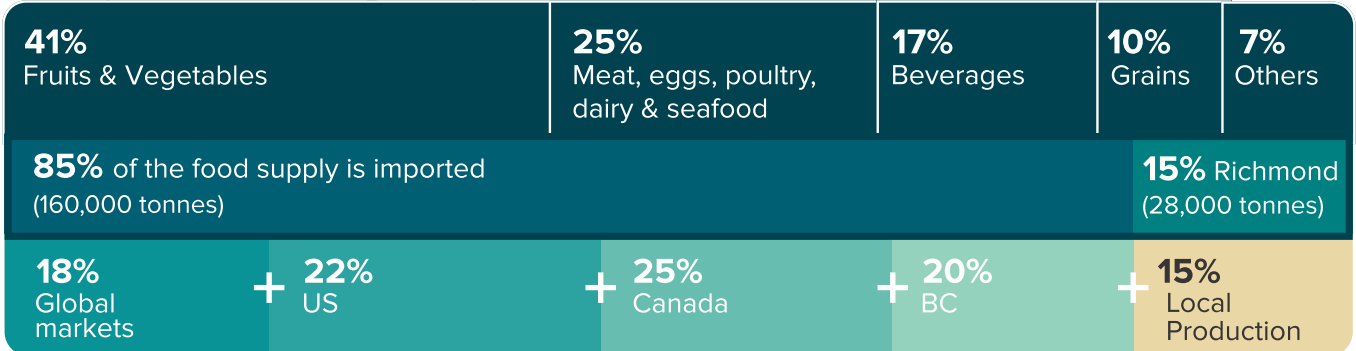 41%
Fruits & Vegetables
25%
Meat, eggs, poultry,
dairy & seafood
17%
Beverages
10%
Grains
7%
Others
85% of the food supply is imported
(160,000 tonnes)
15% Richmond
(28,000 tonnes)
18%
Global
markets
+
22%
US
+
25%
Canada
+
20%
BC
+
15%
Local
Production